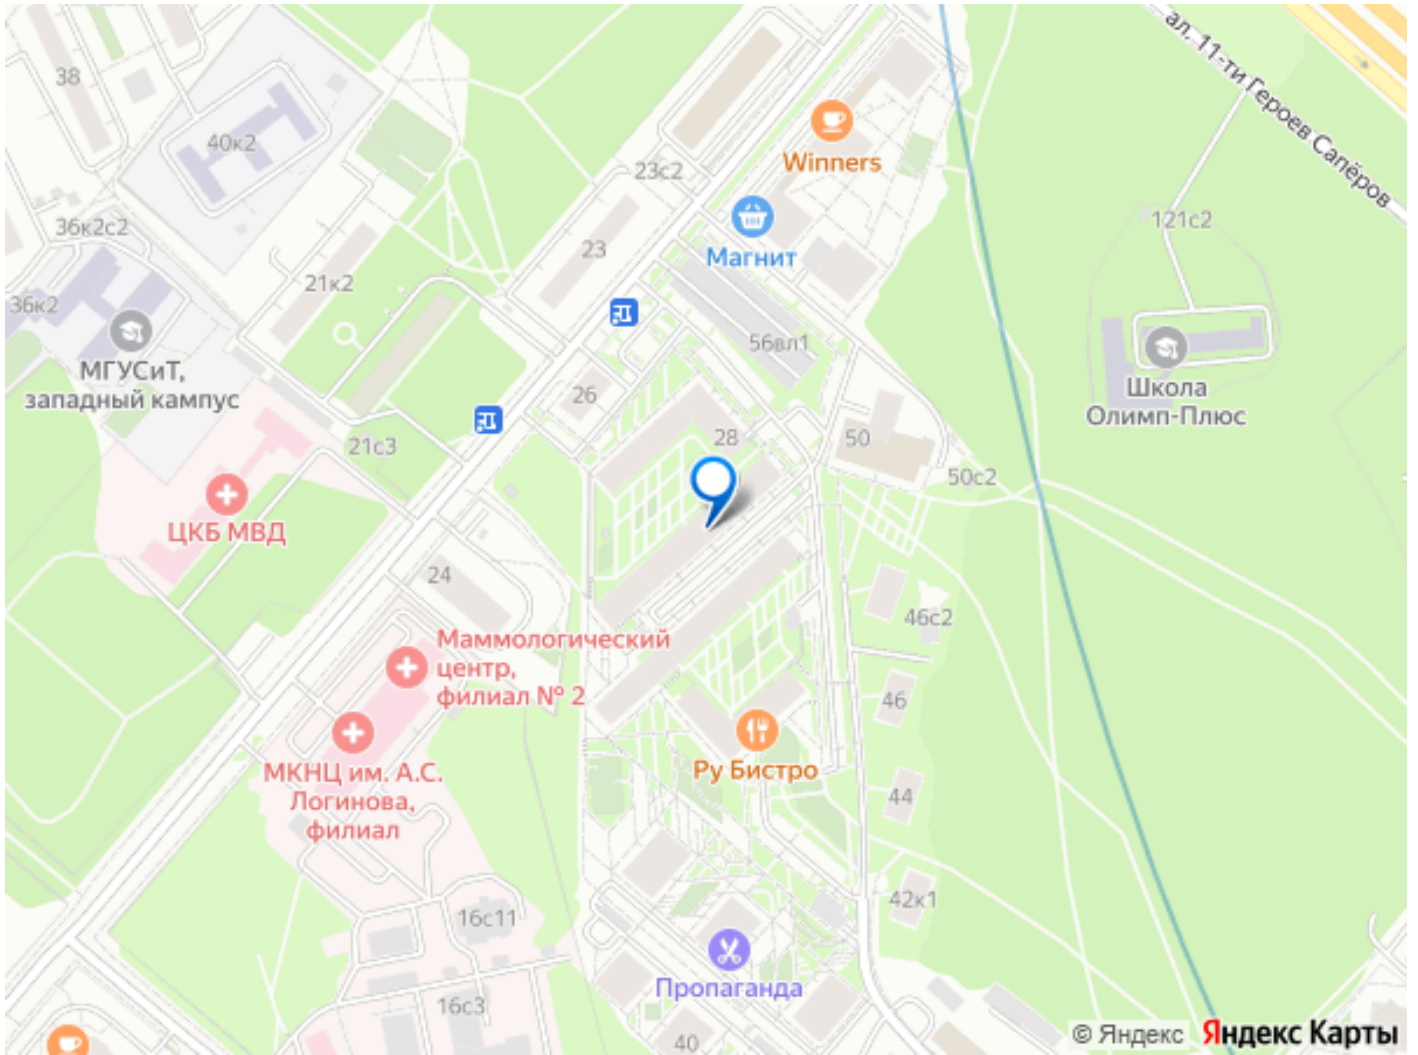 ал. 11-ти Героев Сапёров
38
40к2
Winners
23с2
121с2
36к2с2
Магнит
23
21к2
36к2
56вл1
МГУСиТ,
западный кампус
Школа
Олимп-Плюс
26
28
50
21с3
50с2
ЦКБ МВД
24
46с2
Маммологический
центр,
филиал № 2
46
МКНЦ им. А.С.
Логинова,
филиал
Ру Бистро
44
42к1
16с11
Пропаганда
16с3
40
© Яндекс Яндекс Карты